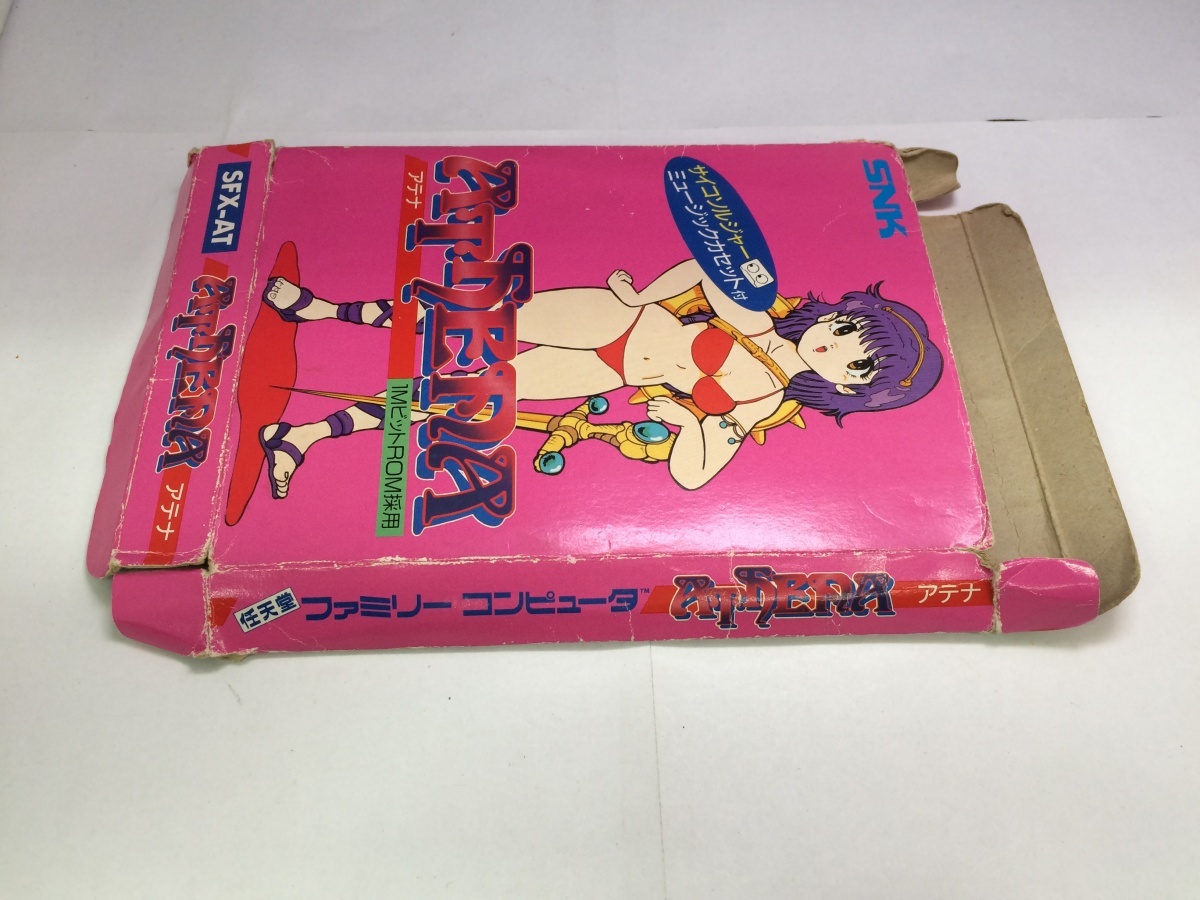 SNK
サイコソルジャー
ミュージックカセット付
ATHENA
アテナ
1MビットROM採用
SFX-AT
ATHENA
アテナ
任天堂
ファミリー コンピュータ™
ATHENA
アテナ